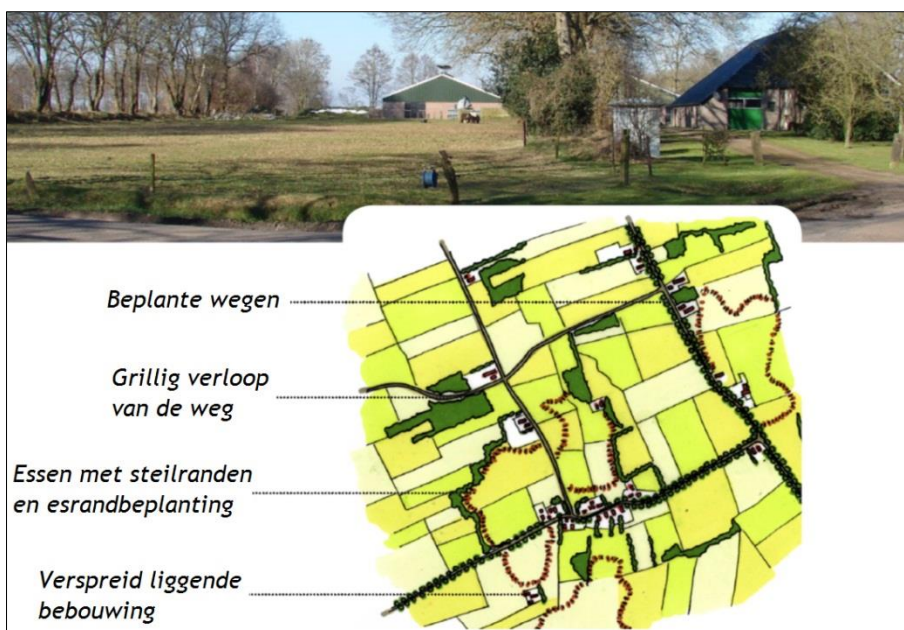 Beplante wegen
Grillig verloop
van de weg
Essen met steilranden
en esrandbeplanting
Verspreid liggende
bebouwing